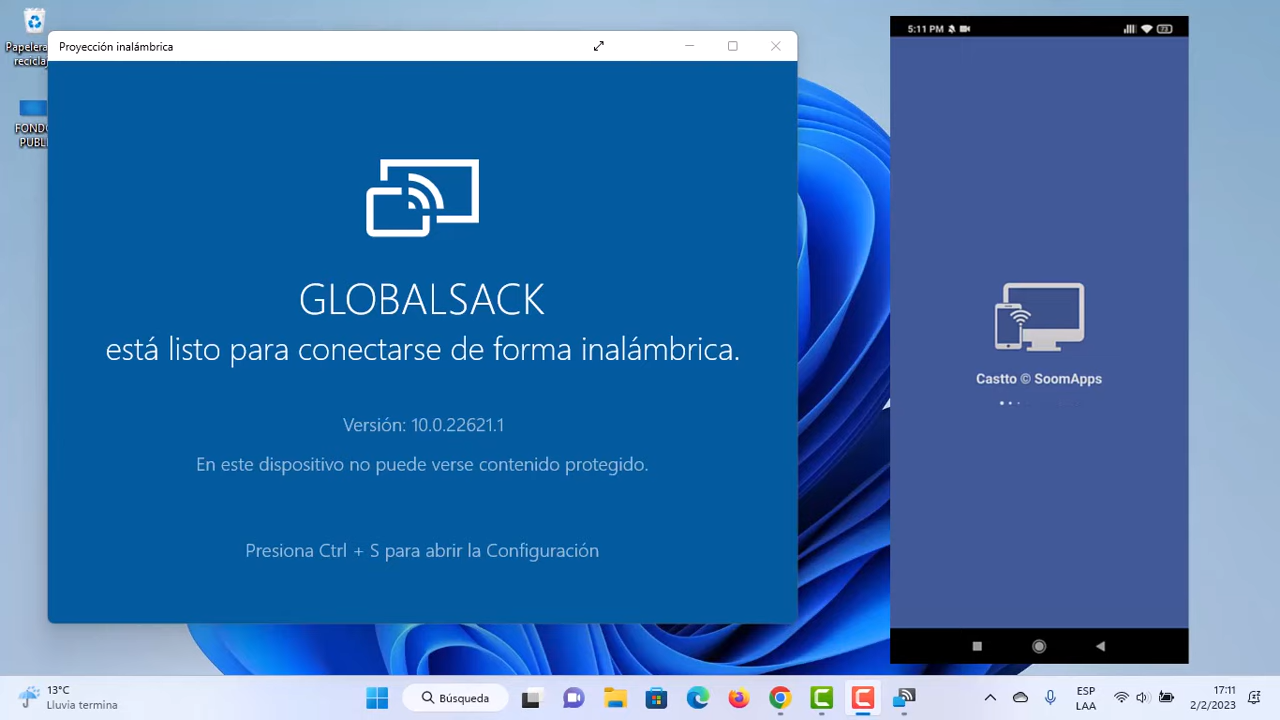 Papelera
recicla
FONDO
PUBL
Proyección inalámbrica
GLOBALSACK
está listo para conectarse de forma inalámbrica.
Versión: 10.0.22621.1
En este dispositivo no puede verse contenido protegido.
Presiona Ctrl + S para abrir la Configuración
5:11 PM
73
Castto © SoomApps
13°C
Lluvia termina
Búsqueda
ESP
LAA
17:11
2/2/2023